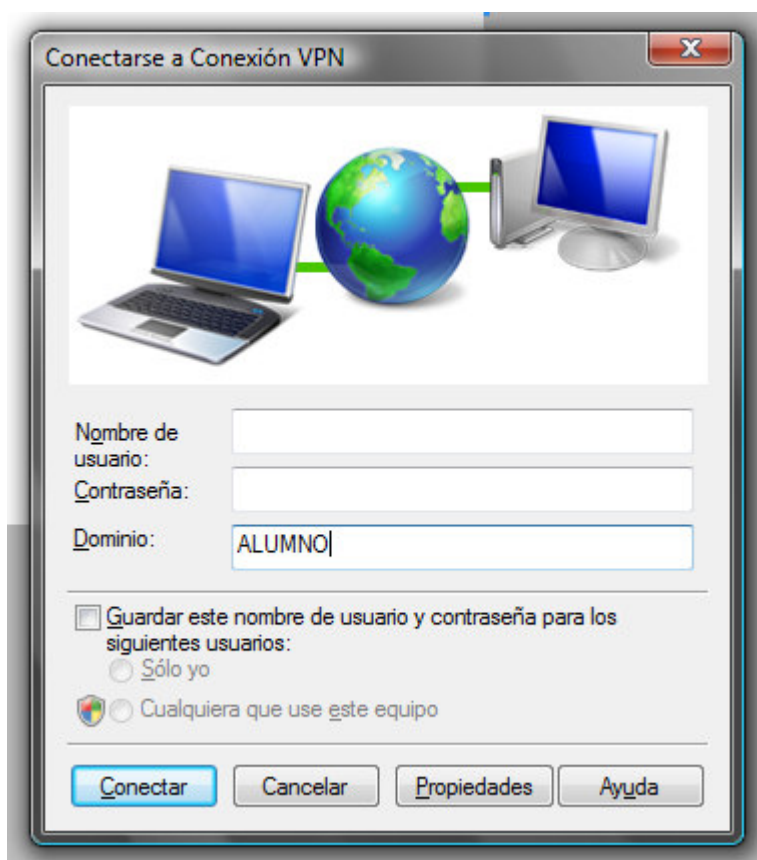 Conectarse a Conexión VPN
Nombre de
usuario:
Contraseña:
Dominio:
ALUMNO
Guardar este nombre de usuario y contraseña para los
siguientes usuarios:
Sólo yo
Cualquiera que use este equipo
Conectar
Cancelar
Propiedades
Ayuda